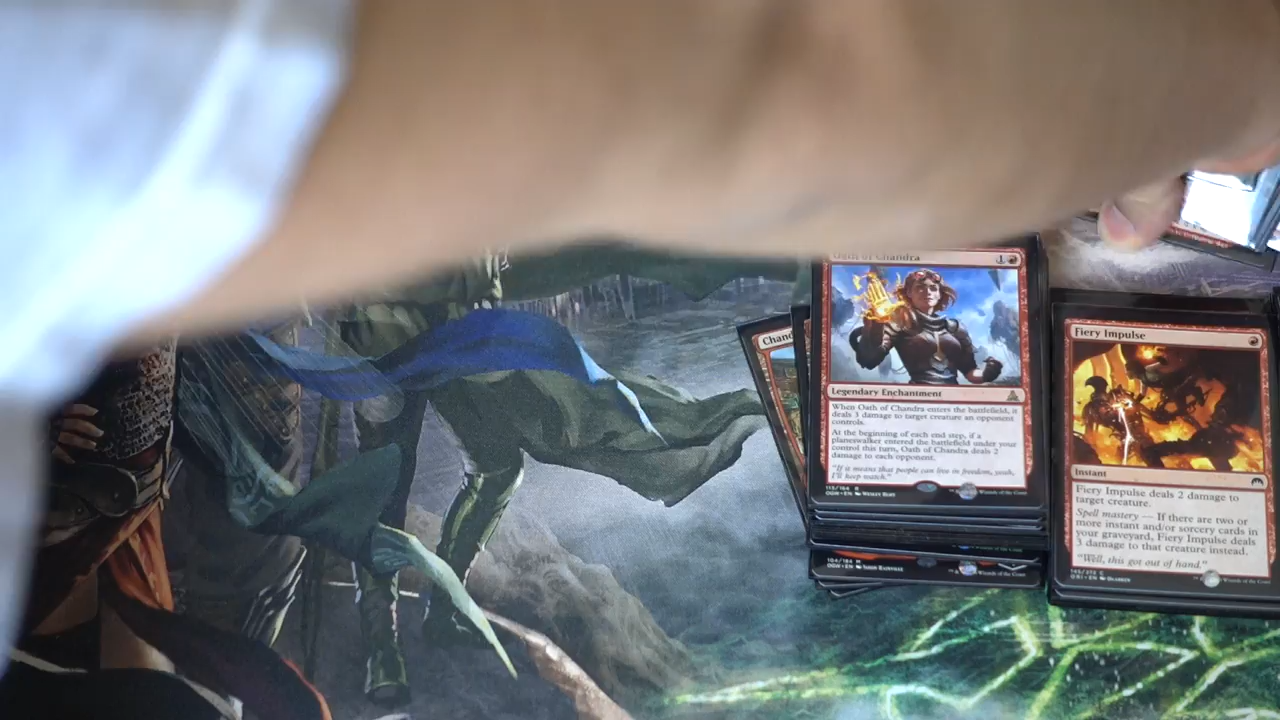 Oath of Chandra 1
Legendary Enchantment
When Oath of Chandra enters the battlefield, it
deals 3 damage to target creature an opponent
controls.
At the beginning of each end step, if a
planeswalker entered the battlefield under your
control this turn, Oath of Chandra deals 2
damage to each opponent.
"If it means that people can live in freedom, yeah,
I'll keep watch."
OGW • EN
Chand
Fiery Impulse
Instant
Fiery Impulse deals 2 damage to
target creature.
Spell mastery — If there are two or
more instant and/or sorcery cards in
your graveyard, Fiery Impulse deals
3 damage to that creature instead.
"Well, this got out of hand."